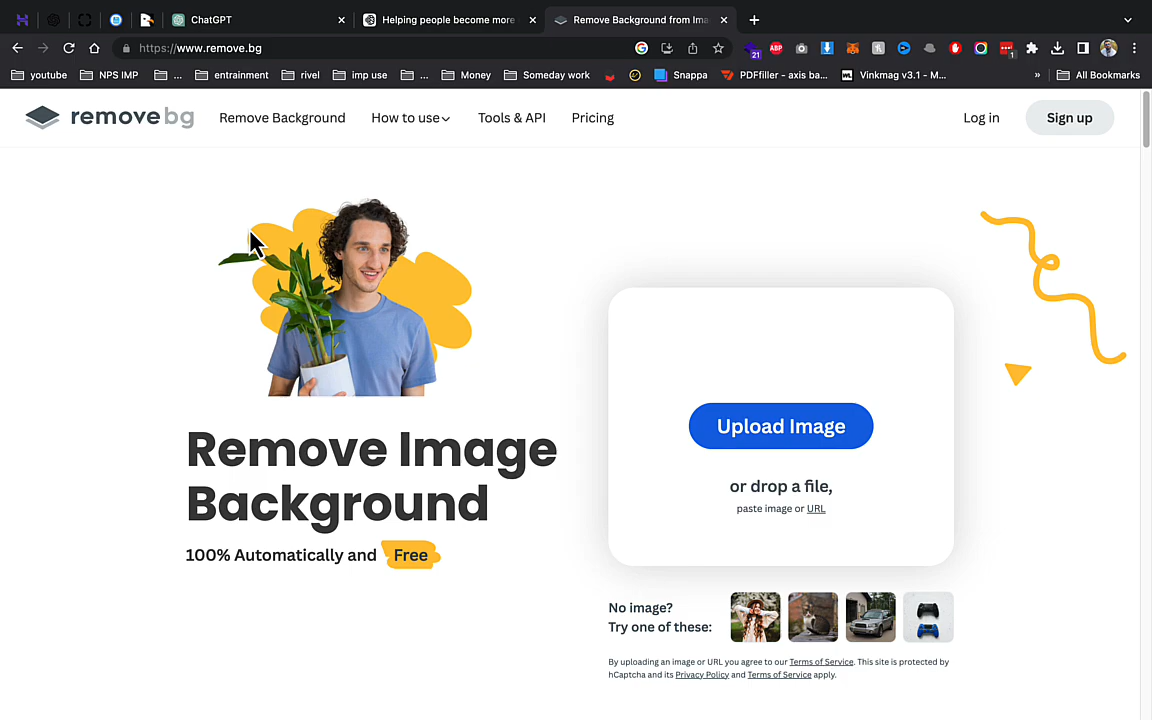 ChatGPT
Helping people become more
Remove Background from Ima
https://www.remove.bg
21
ABP
1
youtube
NPS IMP
...
entrainment
rivel
imp use
...
Money
Someday work
Snappa
PDFfiller - axis ba...
Vinkmag v3.1 - M...
»
All Bookmarks
removebg
Remove Background
How to use
Tools & API
Pricing
Log in
Sign up
Remove Image
Background
100% Automatically and Free
Upload Image
or drop a file,
paste image or URL
No image?
Try one of these:
By uploading an image or URL you agree to our Terms of Service. This site is protected by
hCaptcha and its Privacy Policy and Terms of Service apply.